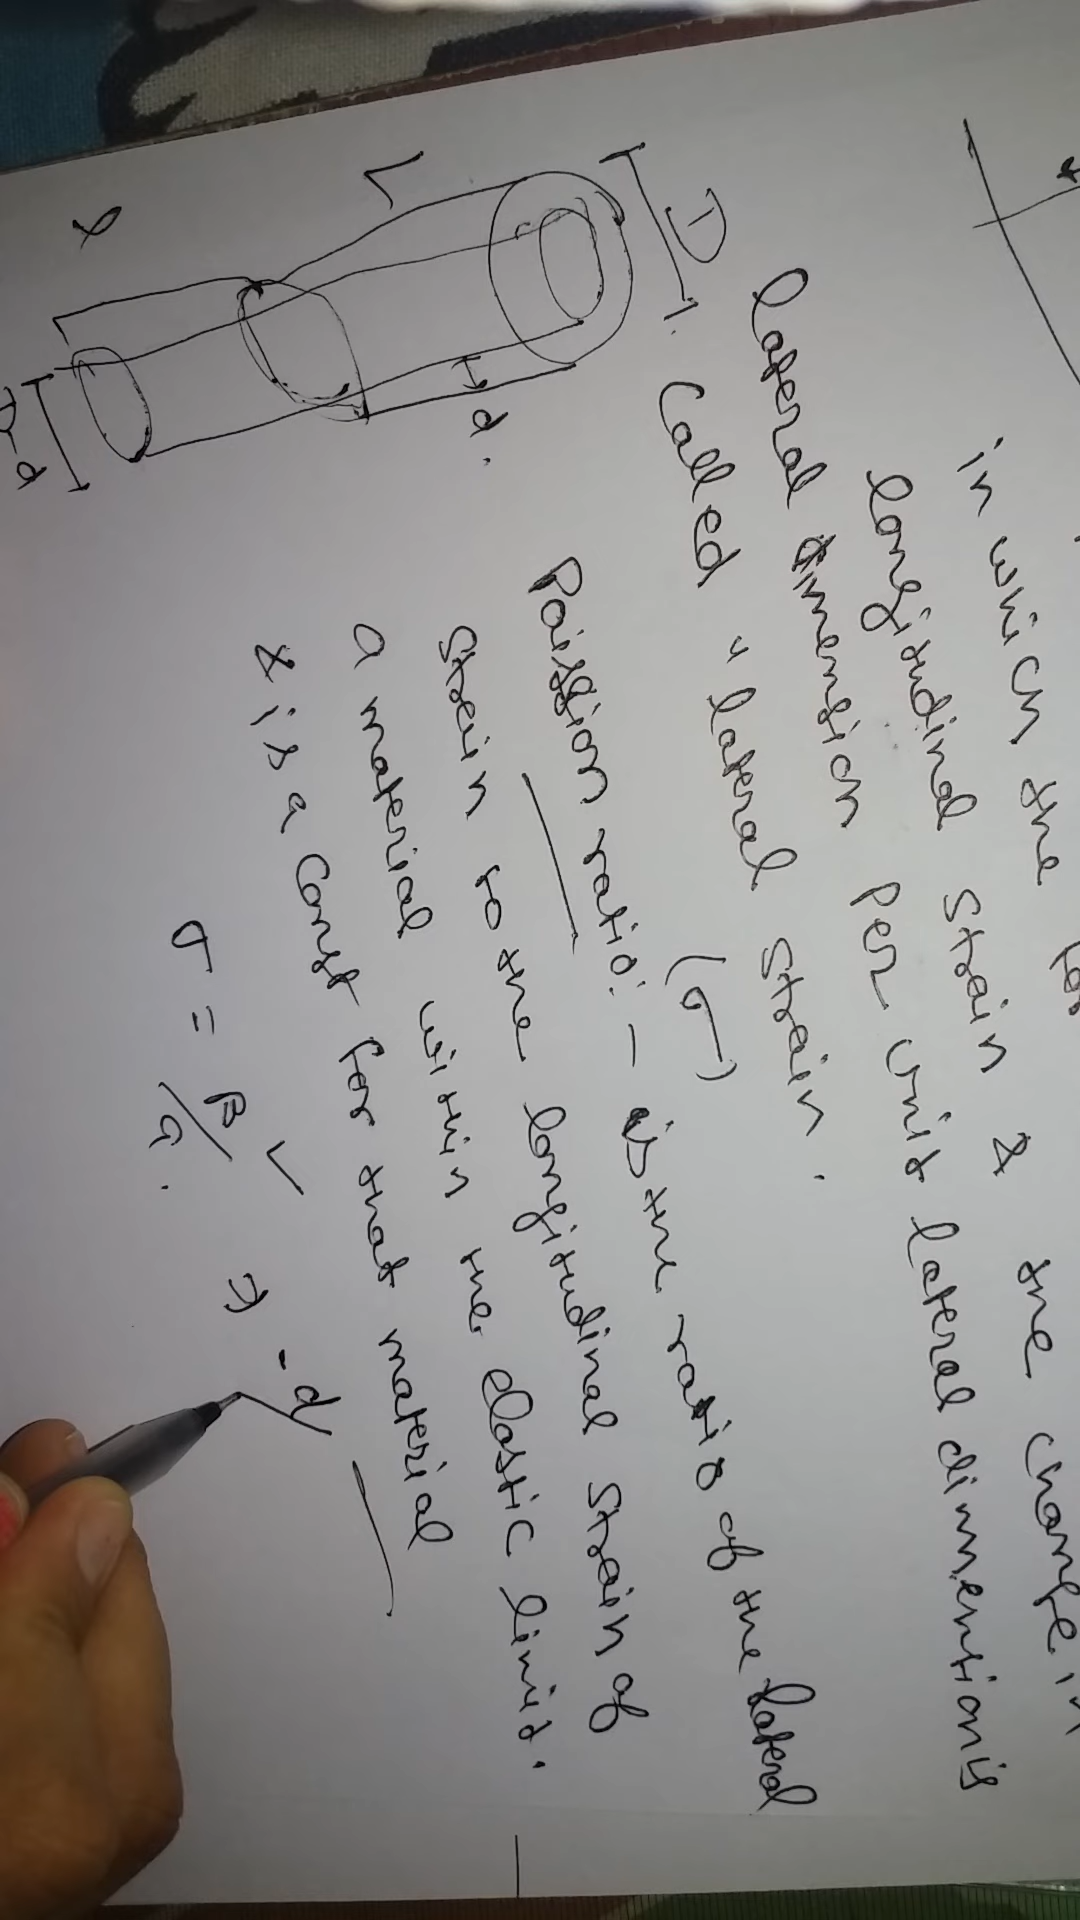 in which the
longitudinal strain & the change in
lateral dimension per unit lateral dimmention is
called "lateral strain.
(σ)
Poission ratio:- is the ratio of the lateral
strain to the longitudinal strain of
a material within the elastic limit.
& is a const for that material
σ = β/α. ⇒ -d/
D
L
d.
l
D-d